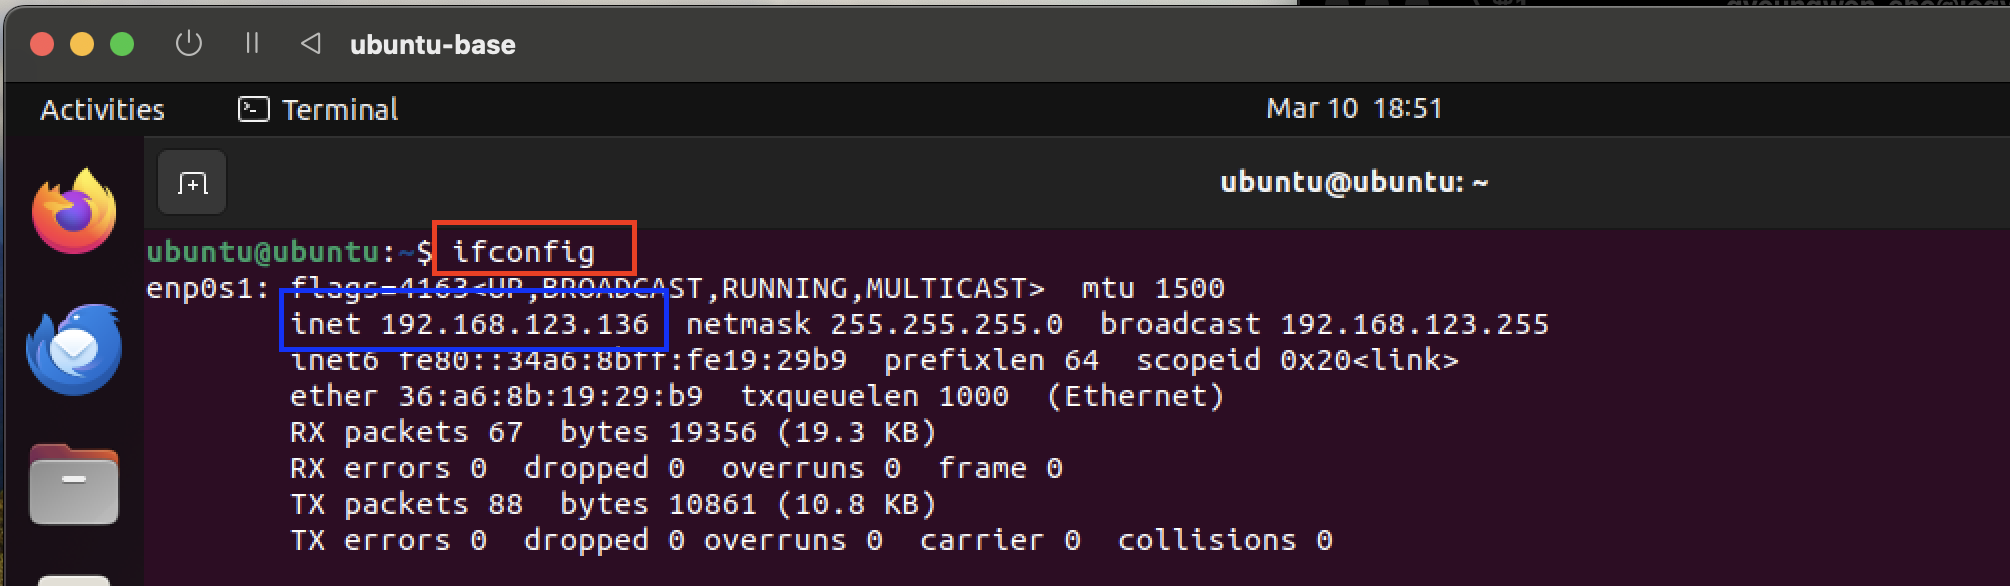 ubuntu-base
Activities Terminal Mar 10 18:51
ubuntu@ubuntu: ~
ubuntu@ubuntu:~$ ifconfig
enp0s1: flags=4163<UP,BROADCAST,RUNNING,MULTICAST> mtu 1500
inet 192.168.123.136 netmask 255.255.255.0 broadcast 192.168.123.255
inet6 fe80::34a6:8bff:fe19:29b9 prefixlen 64 scopeid 0x20<link>
ether 36:a6:8b:19:29:b9 txqueuelen 1000 (Ethernet)
RX packets 67 bytes 19356 (19.3 KB)
RX errors 0 dropped 0 overruns 0 frame 0
TX packets 88 bytes 10861 (10.8 KB)
TX errors 0 dropped 0 overruns 0 carrier 0 collisions 0